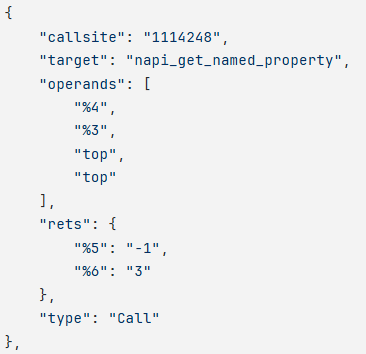 {
    "callsite": "1114248",
    "target": "napi_get_named_property",
    "operands": [
        "%4",
        "%3",
        "top",
        "top"
    ],
    "rets": {
        "%5": "-1",
        "%6": "3"
    },
    "type": "Call"
},